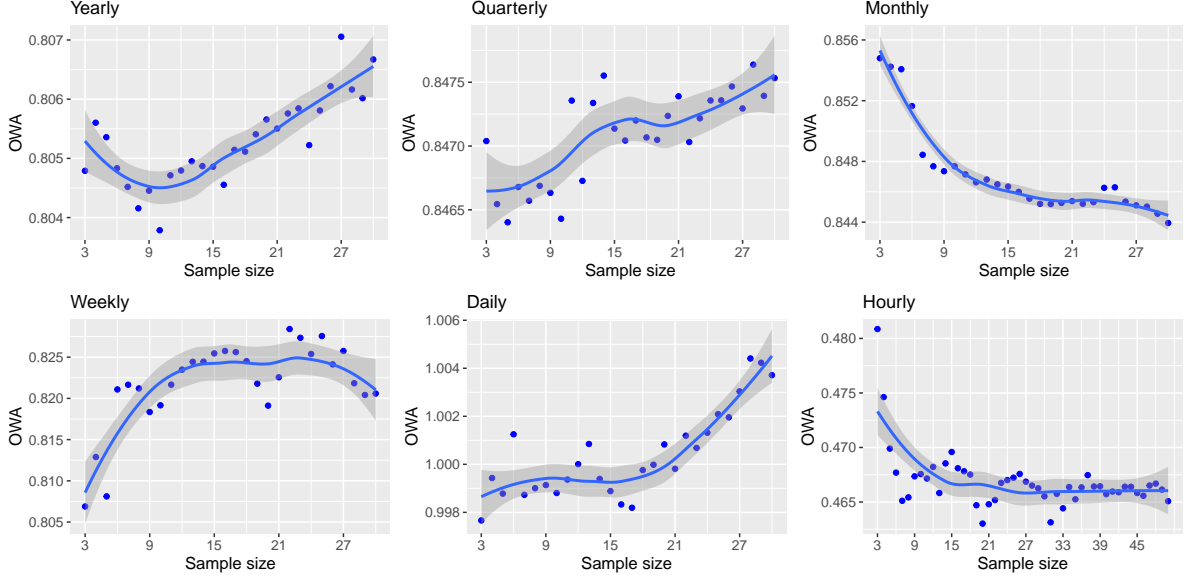 Yearly
0.807
0.806
0.805
0.804
OWA
3 9 15 21 27
Sample size
Quarterly
0.8475
0.8470
0.8465
OWA
3 9 15 21 27
Sample size
Monthly
0.856
0.852
0.848
0.844
OWA
3 9 15 21 27
Sample size
Weekly
0.825
0.820
0.815
0.810
0.805
OWA
3 9 15 21 27
Sample size
Daily
1.006
1.004
1.002
1.000
0.998
OWA
3 9 15 21 27
Sample size
Hourly
0.480
0.475
0.470
0.465
OWA
3 9 15 21 27 33 39 45
Sample size